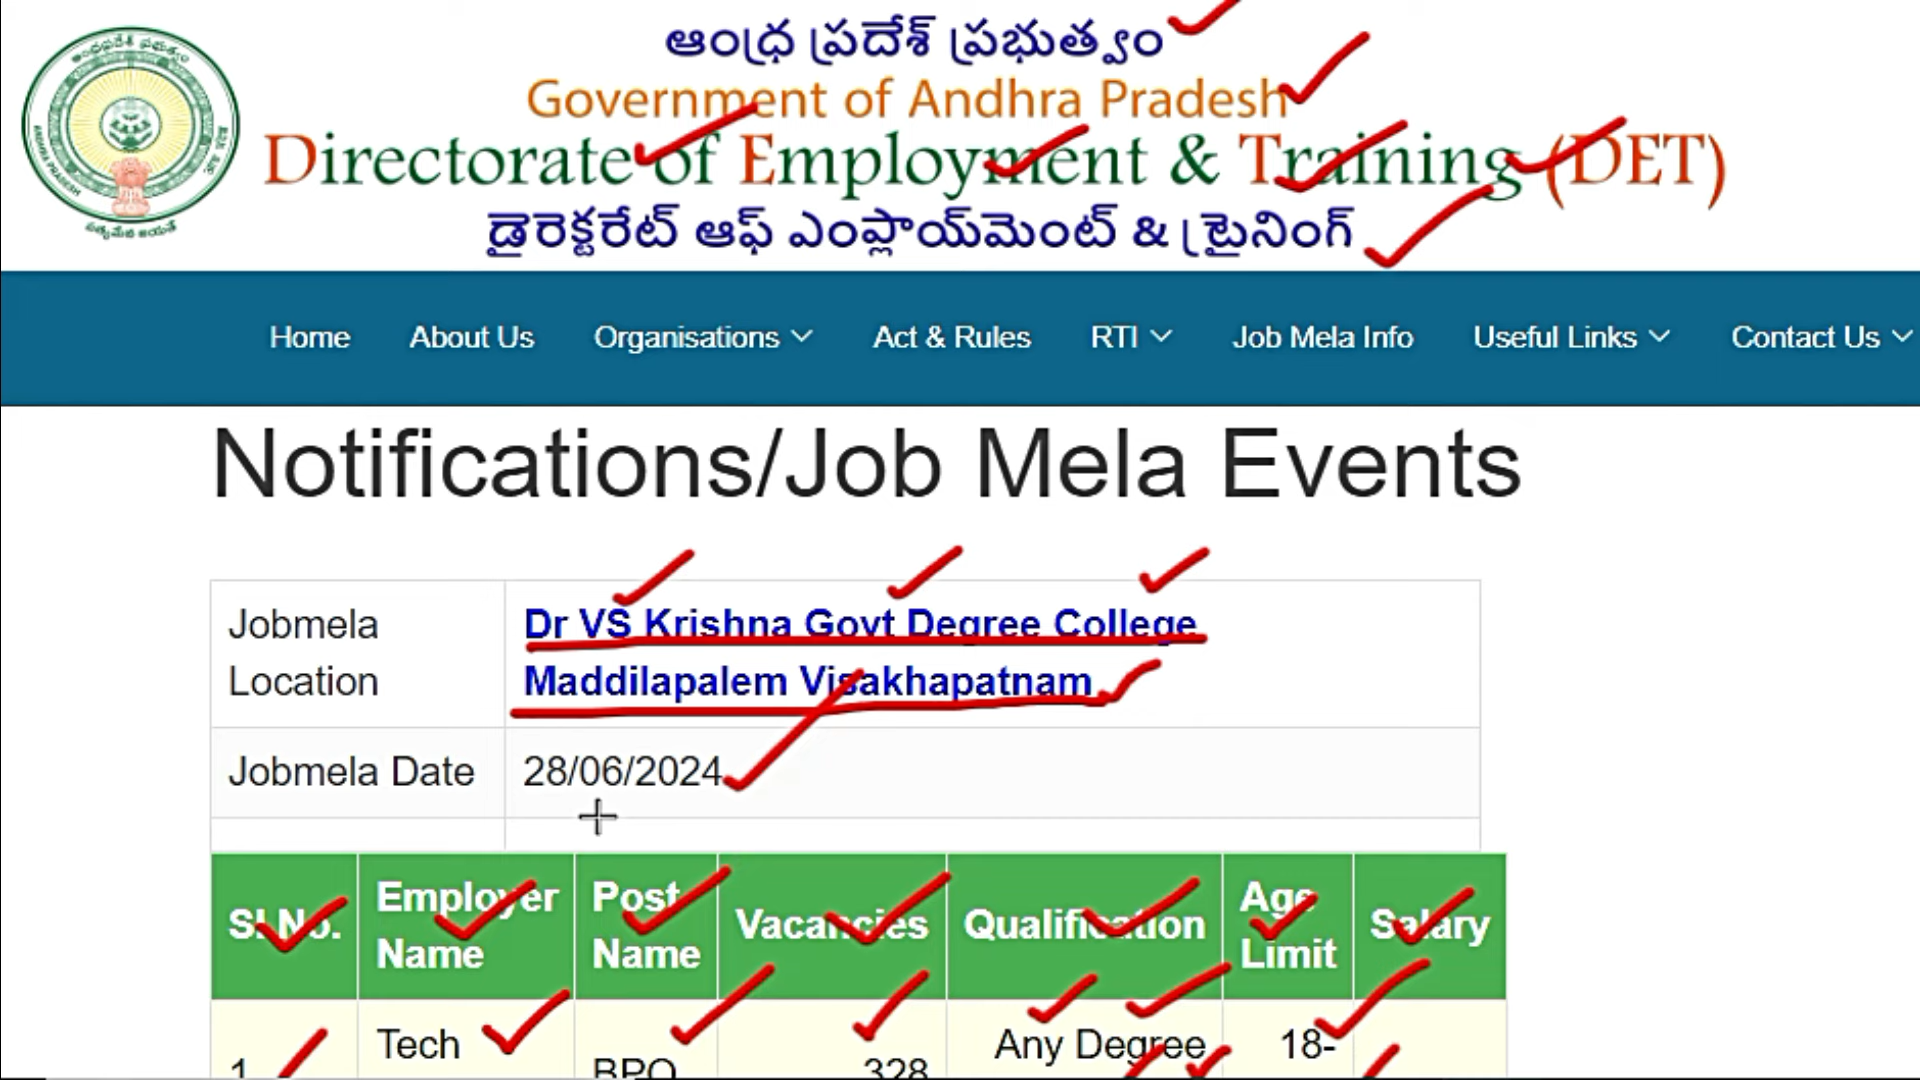 ఆంధ్ర ప్రదేశ్ ప్రభుత్వం
Government of Andhra Pradesh
Directorate of Employment & Training (DET)
డైరెక్టరేట్ ఆఫ్ ఎంప్లాయ్‌మెంట్ & ట్రైనింగ్
Home About Us Organisations Act & Rules RTI Job Mela Info Useful Links Contact Us
Notifications/Job Mela Events
Jobmela Location
Dr VS Krishna Govt Degree College
Maddilapalem Visakhapatnam
Jobmela Date 28/06/2024
Sl.No. Employer Name Post Name Vacancies Qualification Age Limit Salary
1 Tech BPO 328 Any Degree 18-